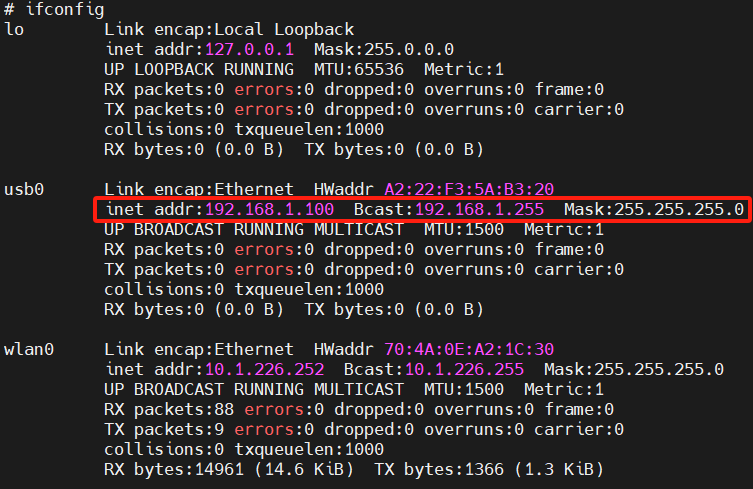 # ifconfig
lo        Link encap:Local Loopback
          inet addr:127.0.0.1  Mask:255.0.0.0
          UP LOOPBACK RUNNING  MTU:65536  Metric:1
          RX packets:0 errors:0 dropped:0 overruns:0 frame:0
          TX packets:0 errors:0 dropped:0 overruns:0 carrier:0
          collisions:0 txqueuelen:1000
          RX bytes:0 (0.0 B)  TX bytes:0 (0.0 B)

usb0      Link encap:Ethernet  HWaddr A2:22:F3:5A:B3:20
          inet addr:192.168.1.100  Bcast:192.168.1.255  Mask:255.255.255.0
          UP BROADCAST RUNNING MULTICAST  MTU:1500  Metric:1
          RX packets:0 errors:0 dropped:0 overruns:0 frame:0
          TX packets:0 errors:0 dropped:0 overruns:0 carrier:0
          collisions:0 txqueuelen:1000
          RX bytes:0 (0.0 B)  TX bytes:0 (0.0 B)

wlan0     Link encap:Ethernet  HWaddr 70:4A:0E:A2:1C:30
          inet addr:10.1.226.252  Bcast:10.1.226.255  Mask:255.255.255.0
          UP BROADCAST RUNNING MULTICAST  MTU:1500  Metric:1
          RX packets:88 errors:0 dropped:0 overruns:0 frame:0
          TX packets:9 errors:0 dropped:0 overruns:0 carrier:0
          collisions:0 txqueuelen:1000
          RX bytes:14961 (14.6 KiB)  TX bytes:1366 (1.3 KiB)